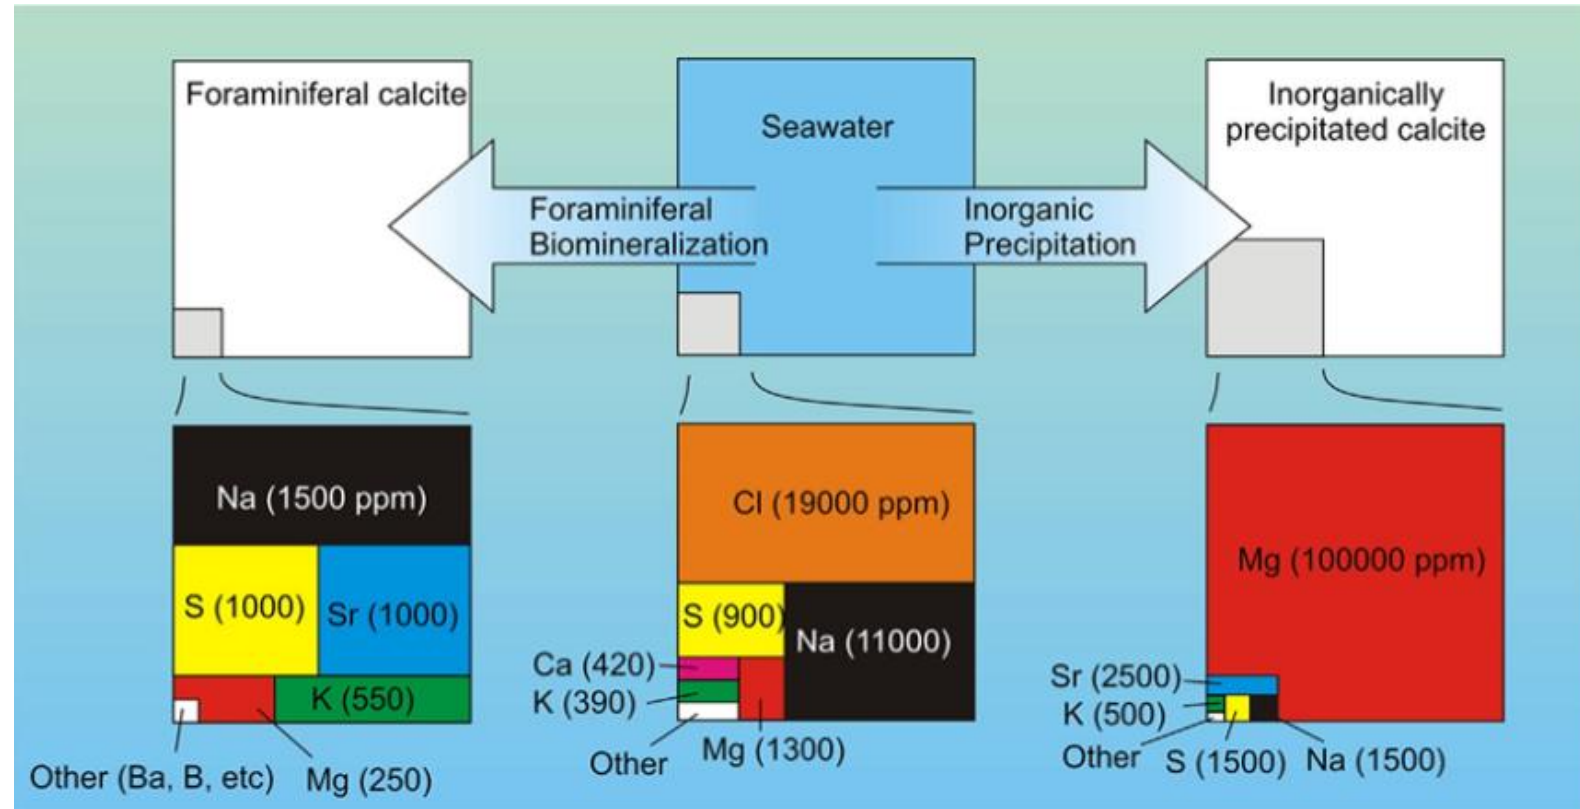 Foraminiferal calcite
Seawater
Inorganically
precipitated calcite
Foraminiferal
Biomineralization
Inorganic
Precipitation
Na (1500 ppm)
S (1000)
Sr (1000)
K (550)
Other (Ba, B, etc)
Mg (250)
Cl (19000 ppm)
S (900)
Na (11000)
Ca (420)
K (390)
Other
Mg (1300)
Mg (100000 ppm)
Sr (2500)
K (500)
Other
S (1500)
Na (1500)